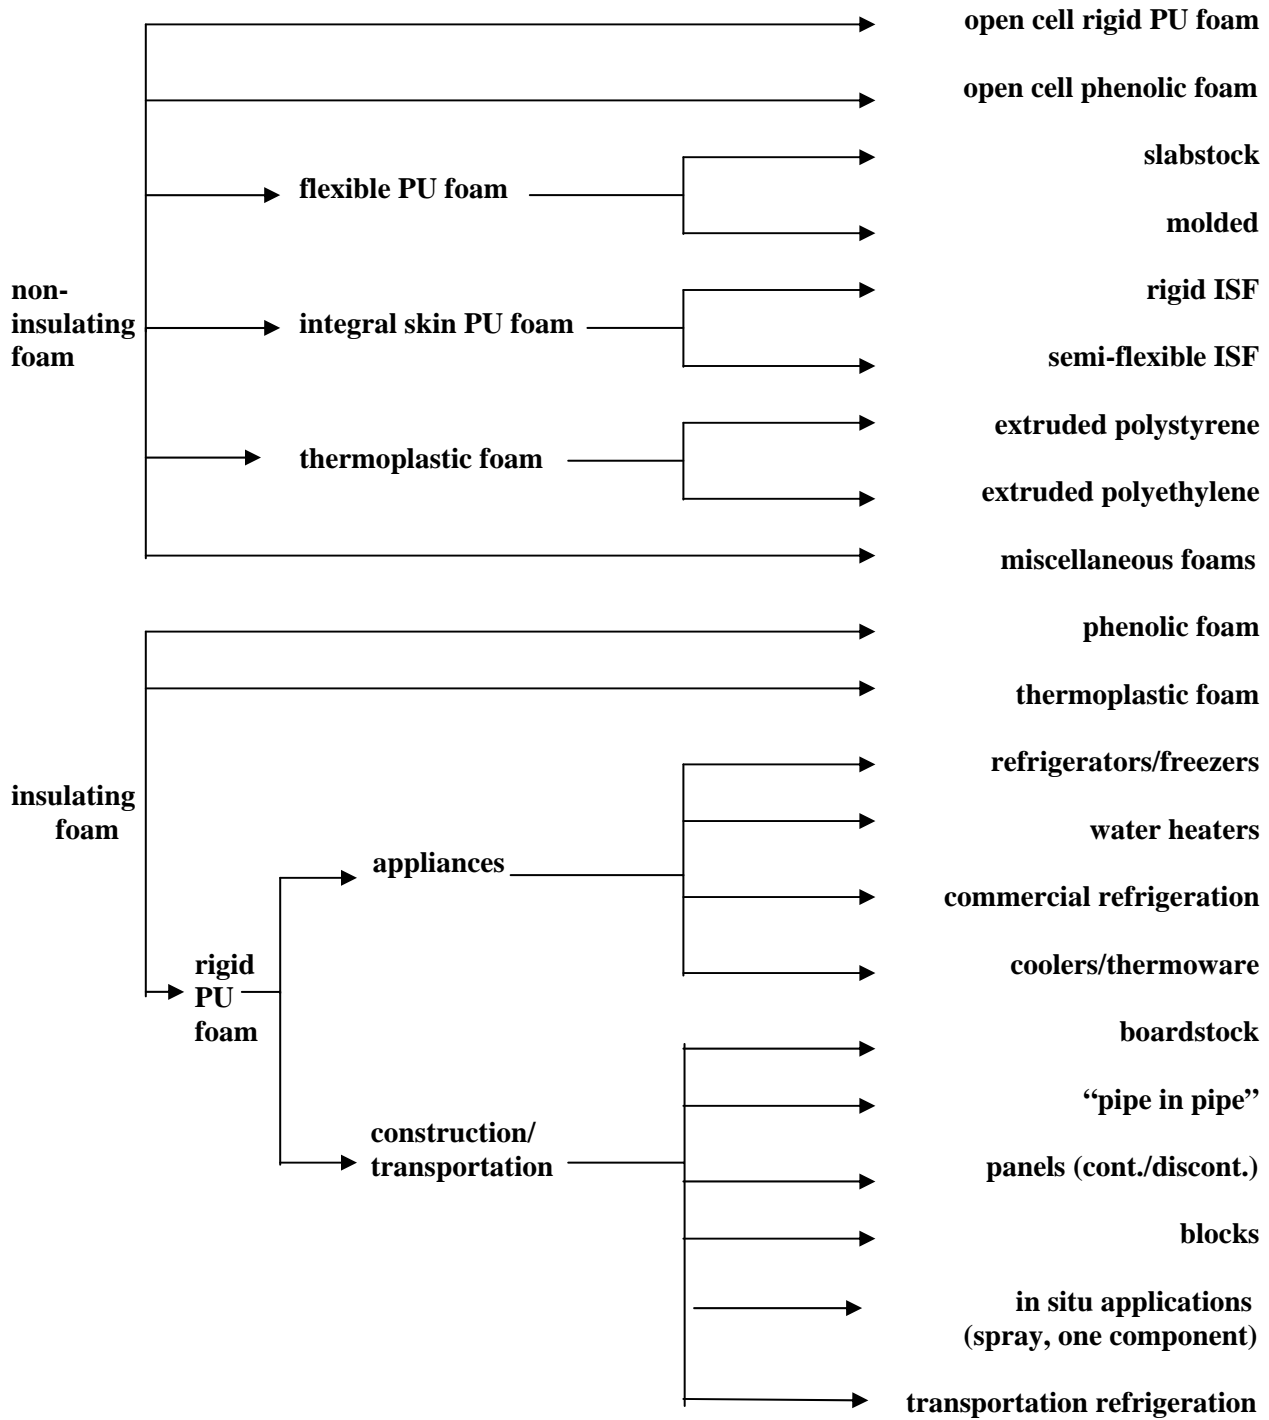 open cell rigid PU foam
open cell phenolic foam
slabstock
flexible PU foam
molded
non-
insulating
foam
rigid ISF
integral skin PU foam
semi-flexible ISF
extruded polystyrene
thermoplastic foam
extruded polyethylene
miscellaneous foams
phenolic foam
thermoplastic foam
insulating
foam
refrigerators/freezers
water heaters
appliances
commercial refrigeration
coolers/thermoware
rigid
PU
foam
boardstock
“pipe in pipe”
construction/
transportation
panels (cont./discont.)
blocks
in situ applications
(spray, one component)
transportation refrigeration